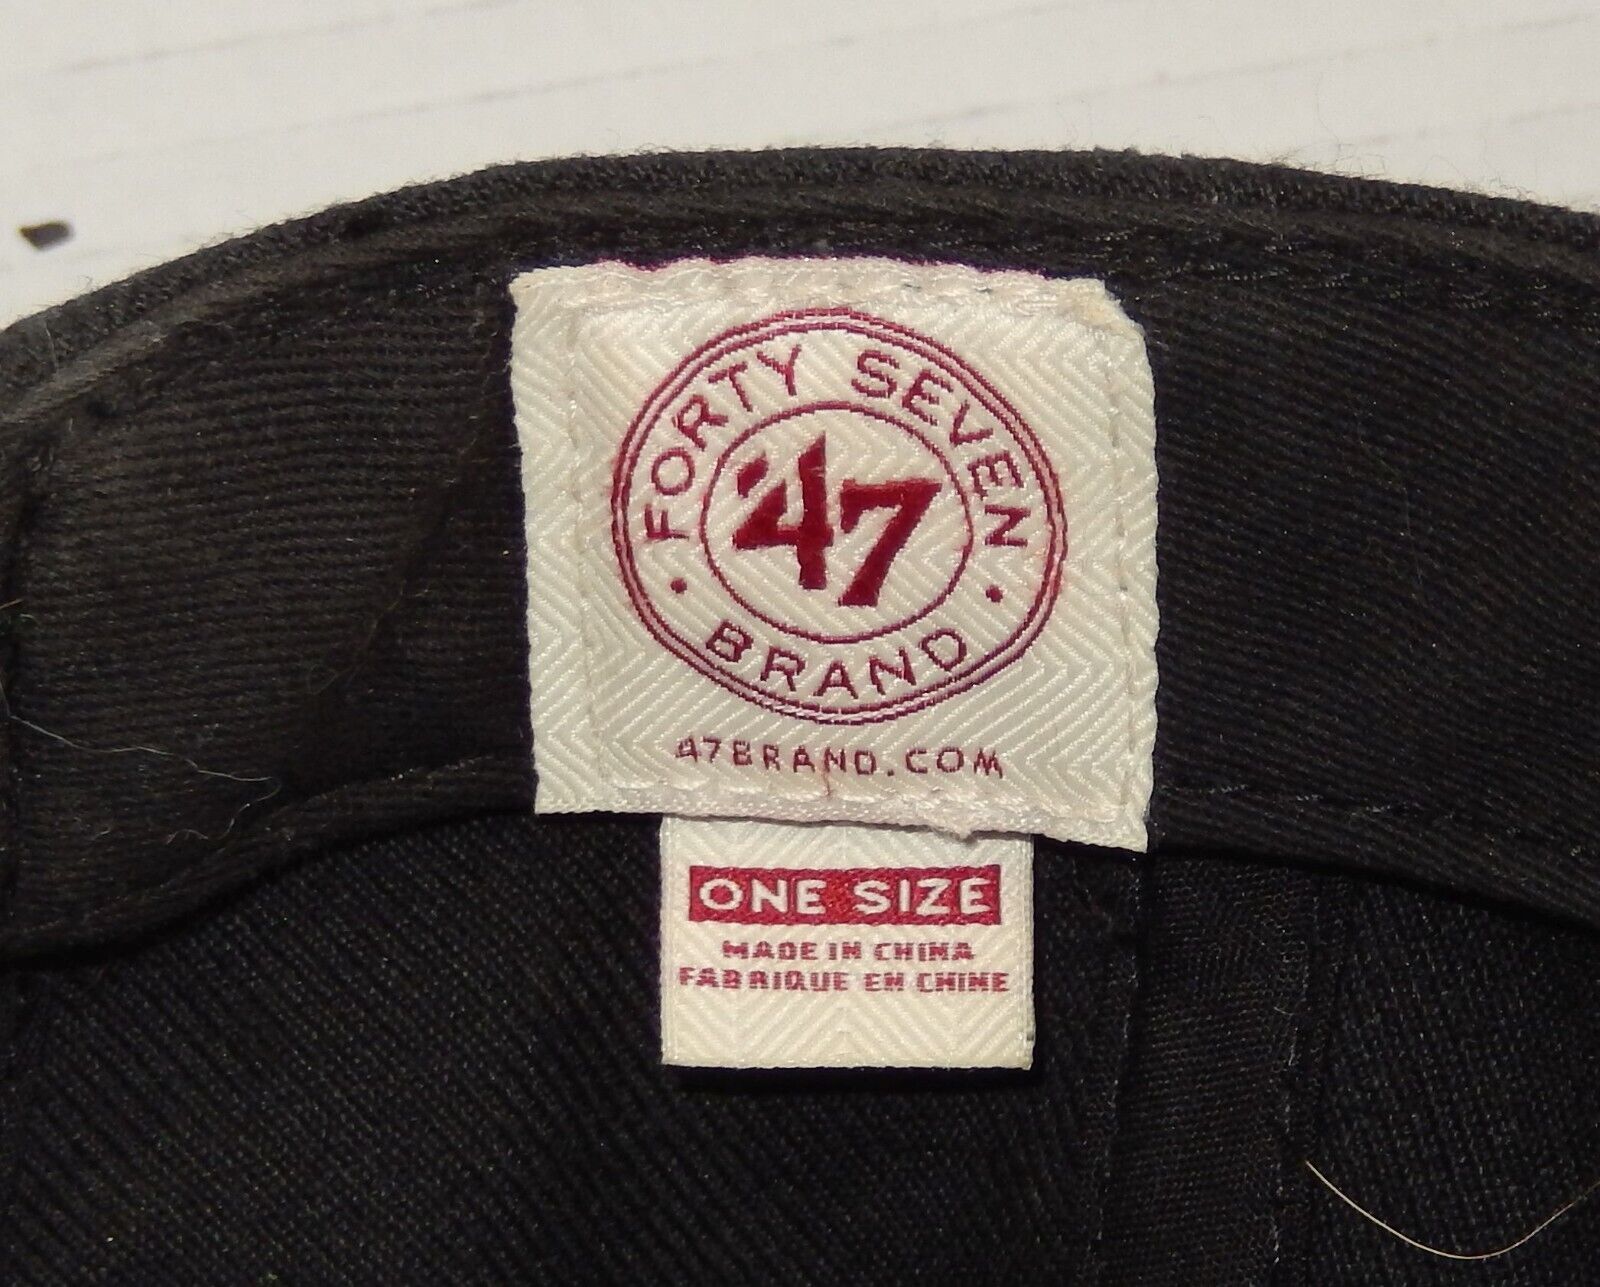 FORTY SEVEN
'47
• BRAND •
47BRAND.COM
ONE SIZE
MADE IN CHINA
FABRIQUE EN CHINE